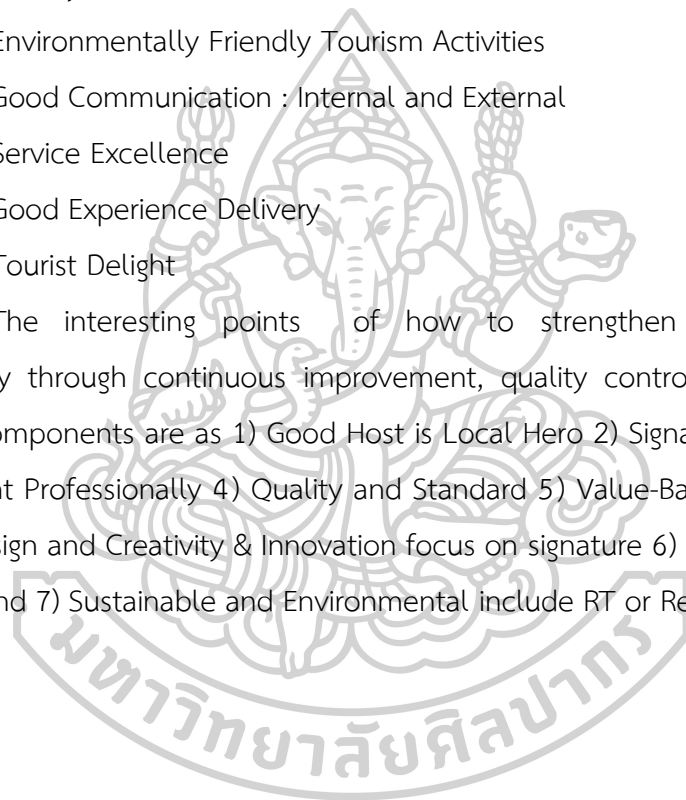 Environmentally Friendly Tourism Activities
Good Communication : Internal and External
Service Excellence
Good Experience Delivery
Tourist Delight
The interesting points of how to strengthen
y through continuous improvement, quality contro
omponents are as 1) Good Host is Local Hero 2) Signa
nt Professionally 4) Quality and Standard 5) Value-Ba
sign and Creativity & Innovation focus on signature 6)
nd 7) Sustainable and Environmental include RT or Re
มหาวิทยาลัยศิลปากร